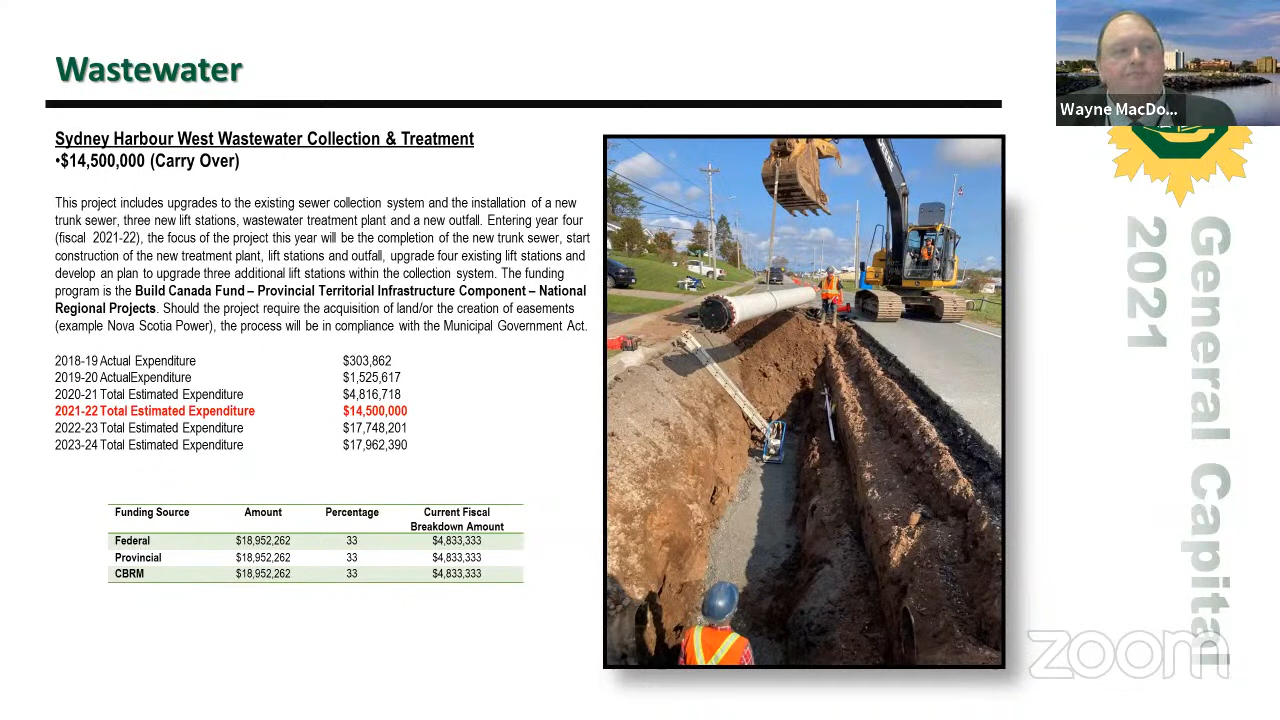 Wastewater
Wayne MacDo...
Sydney Harbour West Wastewater Collection & Treatment
•$14,500,000 (Carry Over)
This project includes upgrades to the existing sewer collection system and the installation of a new
trunk sewer, three new lift stations, wastewater treatment plant and a new outfall. Entering year four
(fiscal 2021-22), the focus of the project this year will be the completion of the new trunk sewer, start
construction of the new treatment plant, lift stations and outfall, upgrade four existing lift stations and
develop an plan to upgrade three additional lift stations within the collection system. The funding
program is the Build Canada Fund – Provincial Territorial Infrastructure Component – National
Regional Projects. Should the project require the acquisition of land/or the creation of easements
(example Nova Scotia Power), the process will be in compliance with the Municipal Government Act.
2018-19 Actual Expenditure $303,862
2019-20 ActualExpenditure $1,525,617
2020-21 Total Estimated Expenditure $4,816,718
2021-22 Total Estimated Expenditure $14,500,000
2022-23 Total Estimated Expenditure $17,748,201
2023-24 Total Estimated Expenditure $17,962,390
Funding Source Amount Percentage Current Fiscal
Breakdown Amount
Federal $18,952,262 33 $4,833,333
Provincial $18,952,262 33 $4,833,333
CBRM $18,952,262 33 $4,833,333
General Capital
2021
zoom